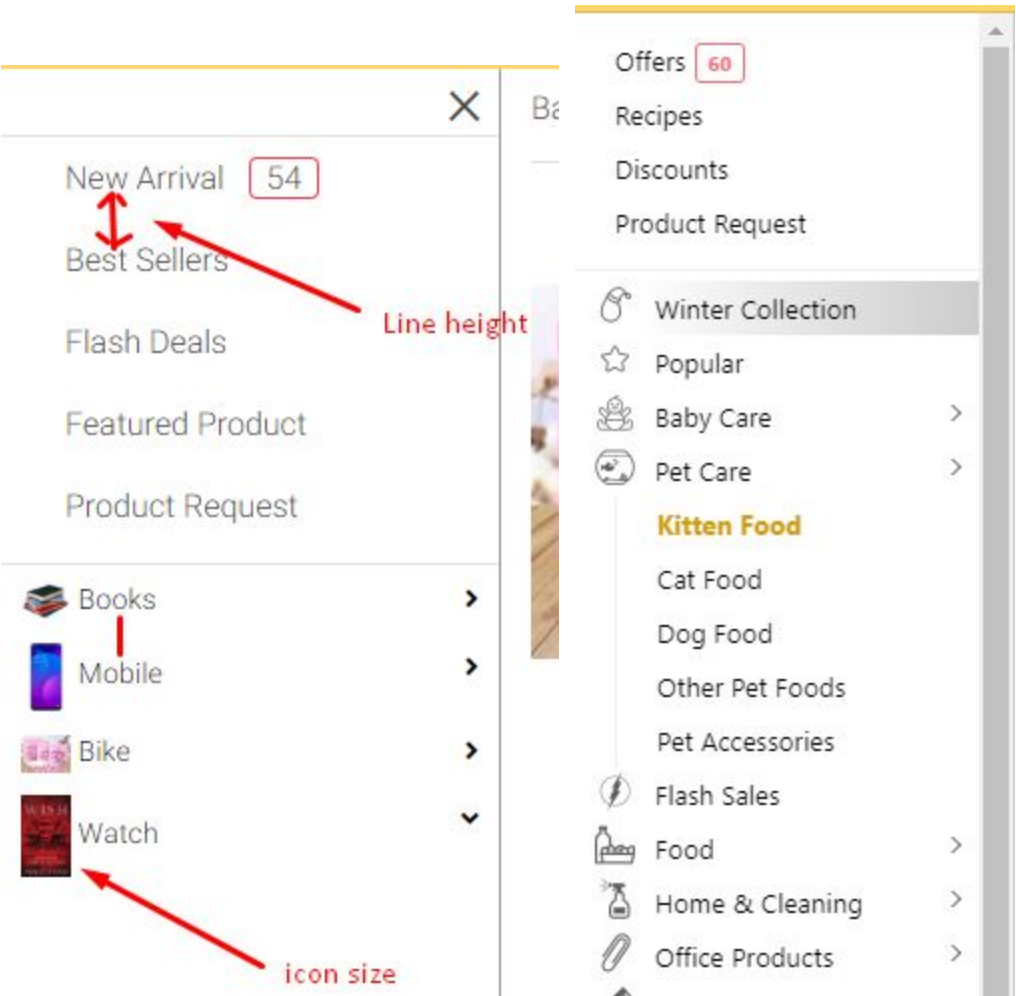 Ba
New Arrival 54
Best Sellers
Line height
Flash Deals
Featured Product
Product Request
Books
Mobile
Bike
Watch
icon size
Offers 60
Recipes
Discounts
Product Request
Winter Collection
Popular
Baby Care
Pet Care
Kitten Food
Cat Food
Dog Food
Other Pet Foods
Pet Accessories
Flash Sales
Food
Home & Cleaning
Office Products